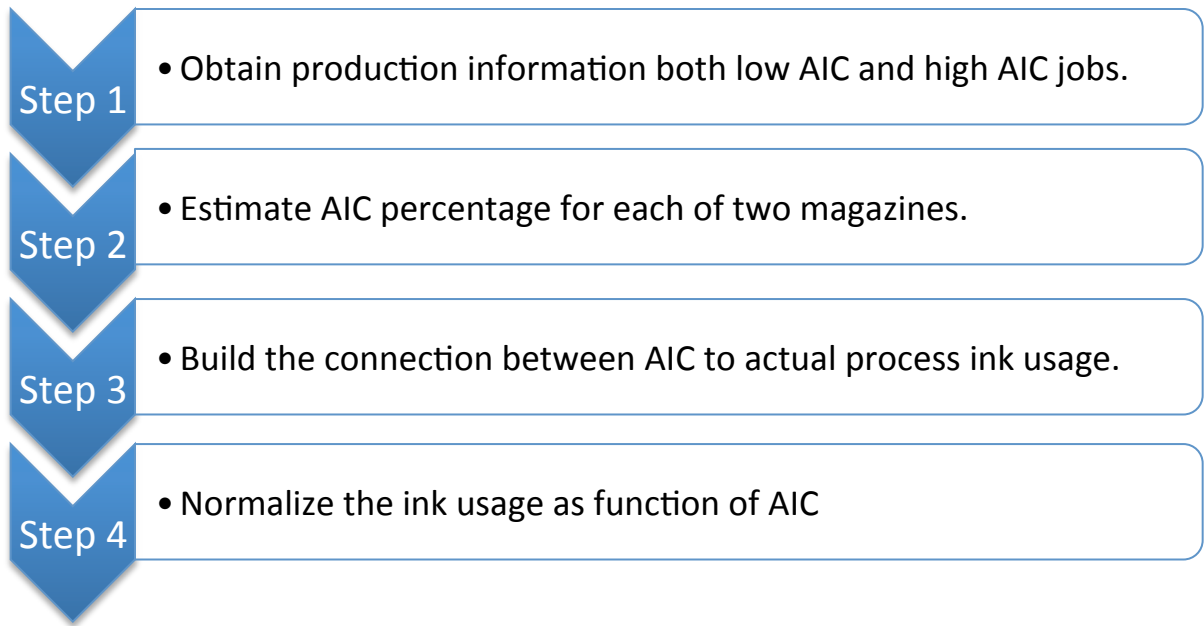 Step 1
• Obtain production information both low AIC and high AIC jobs.
Step 2
• Estimate AIC percentage for each of two magazines.
Step 3
• Build the connection between AIC to actual process ink usage.
Step 4
• Normalize the ink usage as function of AIC